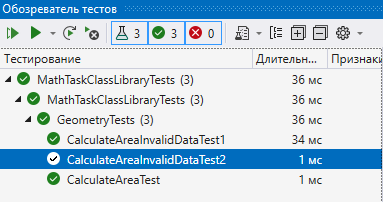 Обозреватель тестов
3 3 0
Тестирование Длительн... Признаки
MathTaskClassLibraryTests (3) 36 мс
MathTaskClassLibraryTests (3) 36 мс
GeometryTests (3) 36 мс
CalculateAreaInvalidDataTest1 34 мс
CalculateAreaInvalidDataTest2 1 мс
CalculateAreaTest 1 мс